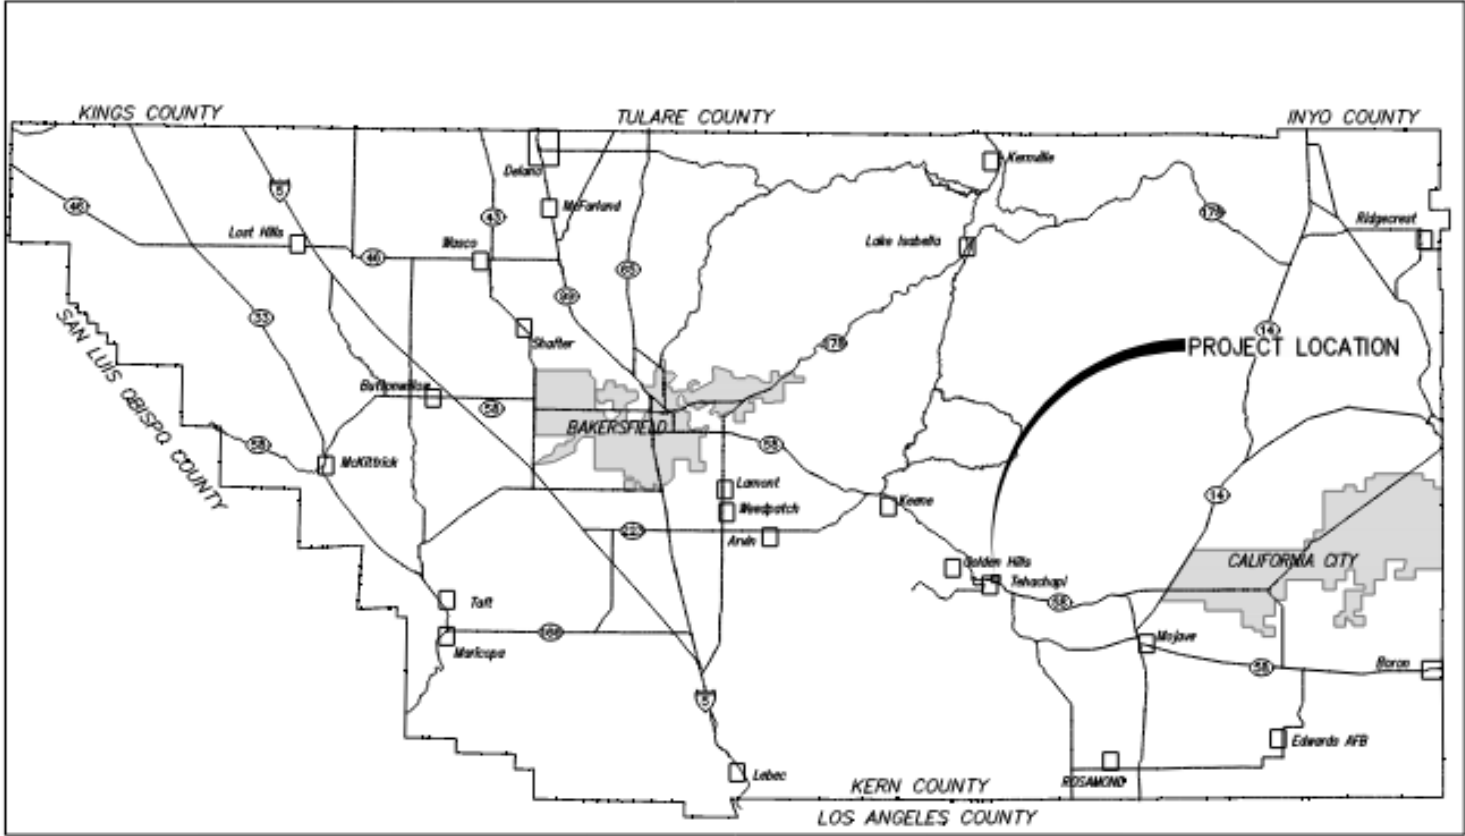 KINGS COUNTY
TULARE COUNTY
INYO COUNTY
Delano
Kernville
5
46
43
McFarland
178
Ridgecrest
Lost Hills
Wasco
Lake Isabella
46
65
99
33
14
Shafter
178
PROJECT LOCATION
SAN LUIS OBISPO COUNTY
Buttonwillow
58
BAKERSFIELD
58
58
McKittrick
Lamont
14
Keene
Weedpatch
223
Arvin
Golden Hills
CALIFORNIA CITY
Tehachapi
Taft
58
166
Maricopa
Mojave
58
Boron
5
Edwards AFB
Lebec
ROSAMOND
KERN COUNTY
LOS ANGELES COUNTY